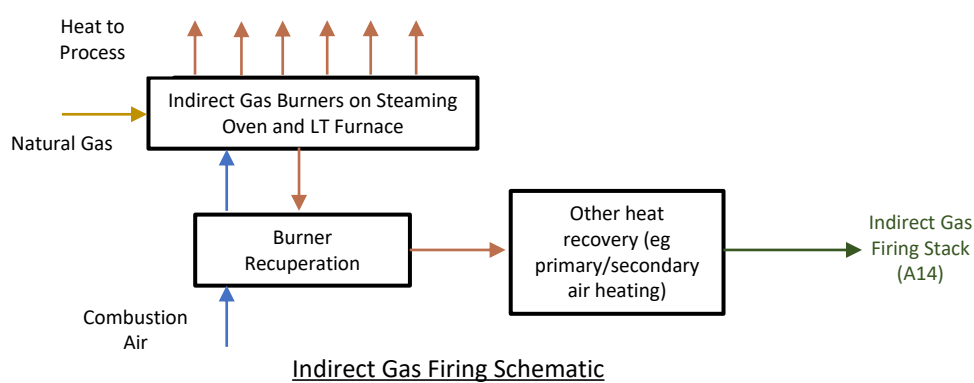 Heat to
Process
Indirect Gas Burners on Steaming
Oven and LT Furnace
Natural Gas
Burner
Recuperation
Other heat
recovery (eg
primary/secondary
air heating)
Indirect Gas
Firing Stack
(A14)
Combustion
Air
Indirect Gas Firing Schematic